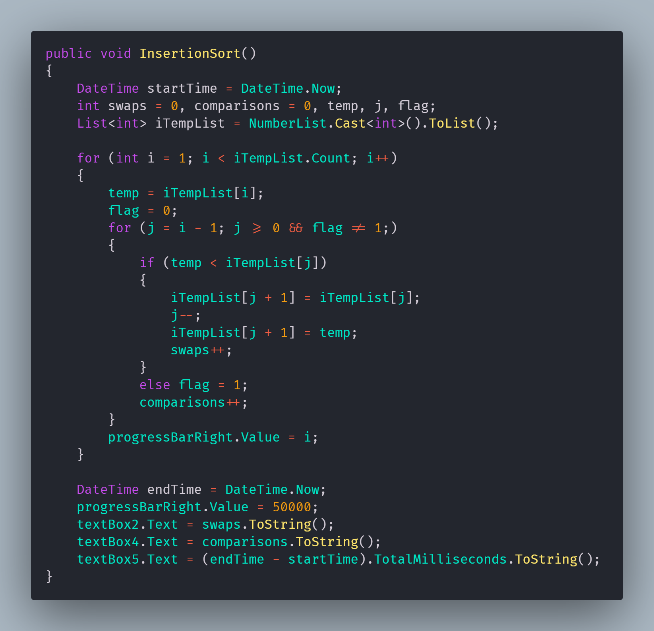 public void InsertionSort()
{
    DateTime startTime = DateTime.Now;
    int swaps = 0, comparisons = 0, temp, j, flag;
    List<int> iTempList = NumberList.Cast<int>().ToList();

    for (int i = 1; i < iTempList.Count; i++)
    {
        temp = iTempList[i];
        flag = 0;
        for (j = i - 1; j >= 0 && flag != 1;)
        {
            if (temp < iTempList[j])
            {
                iTempList[j + 1] = iTempList[j];
                j--;
                iTempList[j + 1] = temp;
                swaps++;
            }
            else flag = 1;
            comparisons++;
        }
        progressBarRight.Value = i;
    }

    DateTime endTime = DateTime.Now;
    progressBarRight.Value = 50000;
    textBox2.Text = swaps.ToString();
    textBox4.Text = comparisons.ToString();
    textBox5.Text = (endTime - startTime).TotalMilliseconds.ToString();
}